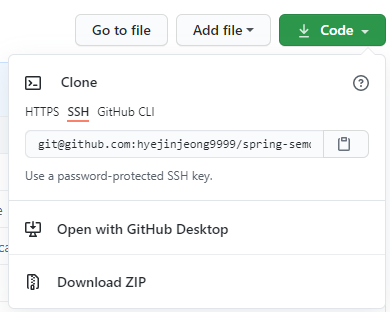 Go to file Add file Code
Clone
HTTPS SSH GitHub CLI
git@github.com:hyejinjeong9999/spring-semo
Use a password-protected SSH key.
Open with GitHub Desktop
Download ZIP